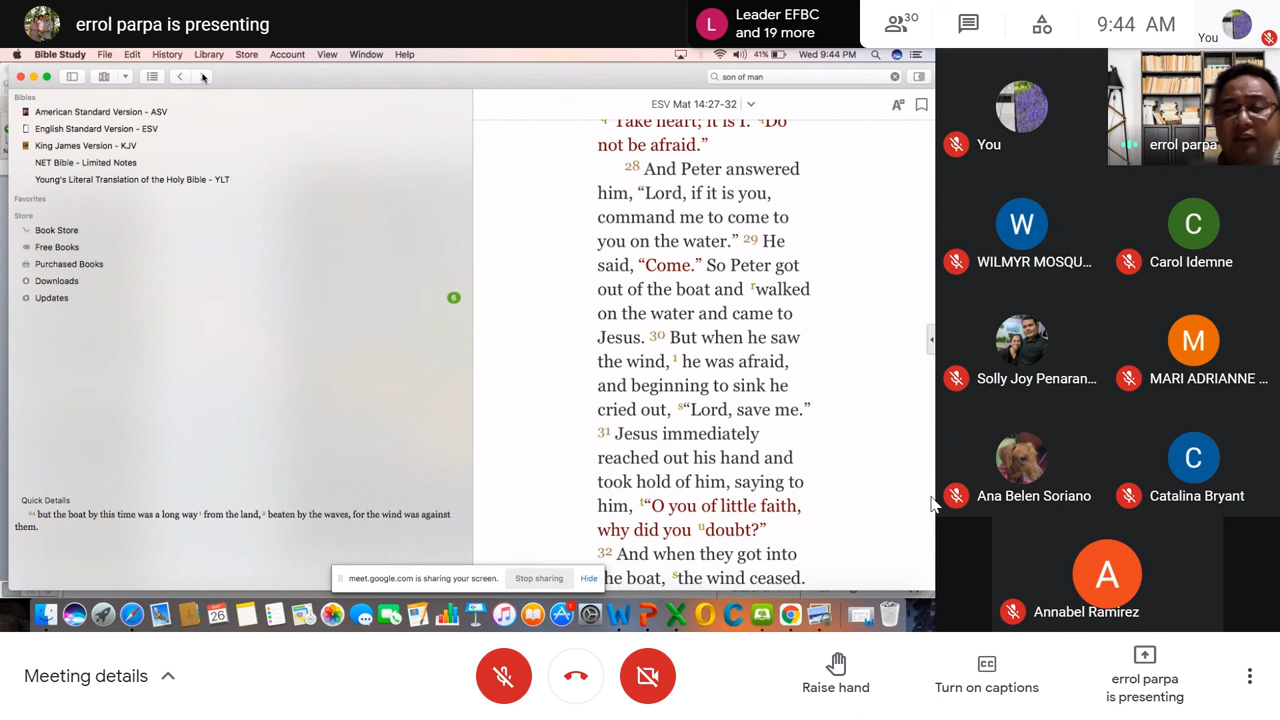 errol parpa is presenting
L
Leader EFBC
and 19 more
30
9:44 AM
You
Bible Study File Edit History Library Store Account View Window Help
41% Wed 9:44 PM
son of man
Bibles
American Standard Version - ASV
English Standard Version - ESV
King James Version - KJV
NET Bible - Limited Notes
Young's Literal Translation of the Holy Bible - YLT
Favorites
Store
Book Store
Free Books
Purchased Books
Downloads
Updates
6
Quick Details
24 but the boat by this time was a long way from the land, beaten by the waves, for the wind was against
them.
ESV Mat 14:27-32
“Take heart; it is I. qDo
not be afraid.”
28 And Peter answered
him, “Lord, if it is you,
command me to come to
you on the water.” 29 He
said, “Come.” So Peter got
out of the boat and rwalked
on the water and came to
Jesus. 30 But when he saw
the wind,1 he was afraid,
and beginning to sink he
cried out, s“Lord, save me.”
31 Jesus immediately
reached out his hand and
took hold of him, saying to
him, t“O you of little faith,
why did you udoubt?”
32 And when they got into
the boat, sthe wind ceased.
meet.google.com is sharing your screen. Stop sharing Hide
26
You
errol parpa
W
WILMYR MOSQU...
C
Carol Idemne
Solly Joy Penaran...
M
MARI ADRIANNE ...
Ana Belen Soriano
C
Catalina Bryant
A
Annabel Ramirez
Meeting details
Raise hand
Turn on captions
errol parpa
is presenting